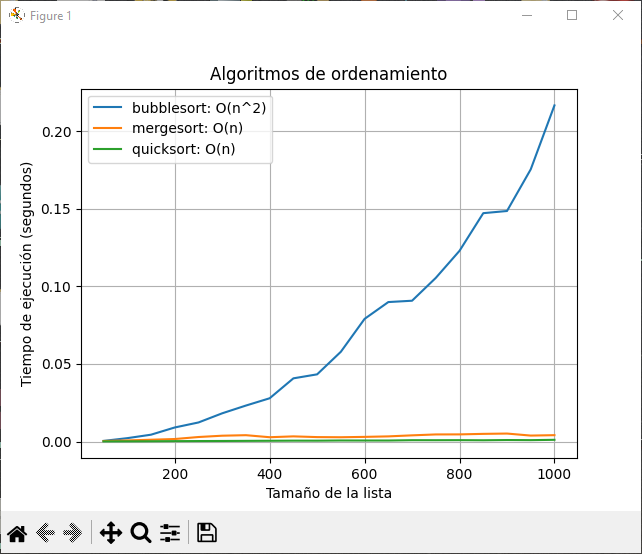 Figure 1
Algoritmos de ordenamiento
bubblesort: O(n^2)
mergesort: O(n)
quicksort: O(n)
Tiempo de ejecución (segundos)
0.20
0.15
0.10
0.05
0.00
200 400 600 800 1000
Tamaño de la lista